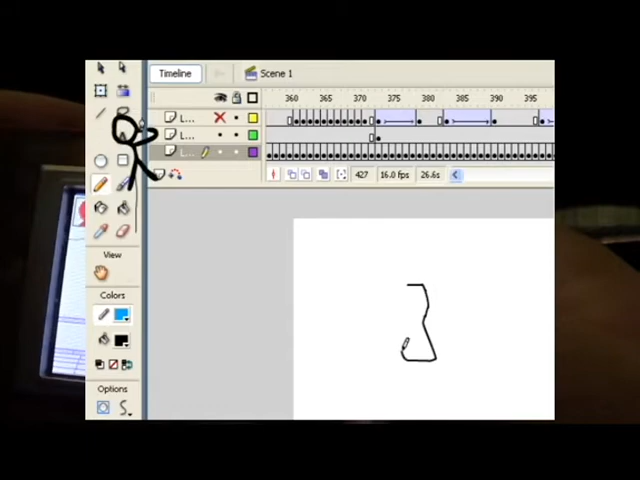 Timeline
Scene 1
360 365 370 375 380 385 390 395
L...
L...
L...
427 16.0 fps 26.6s
View
Colors
Options